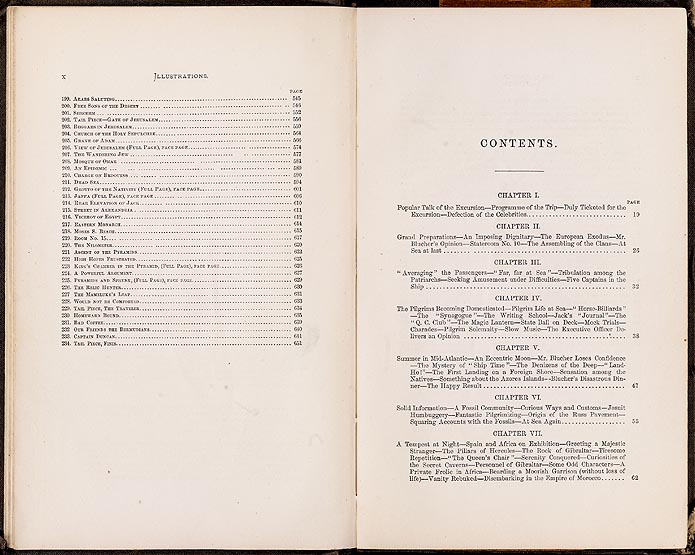 x
ILLUSTRATIONS.
PAGE
199. Arabs Saluting 545
200. Free Sons of the Desert 546
201. Shechem 552
202. Tail Piece—Gate of Jerusalem 556
203. Beggars in Jerusalem 559
204. Church of the Holy Sepulchre 564
205. Grave of Adam 566
206. View of Jerusalem (Full Page), face page 574
207. The Wandering Jew 577
208. Mosque of Omar 581
209. An Epidemic 589
210. Charge on Bedouins 590
211. Dead Sea 594
212. Grotto of the Nativity (Full Page), face page 601
213. Jaffa (Full Page), face page 606
214. Rear Elevation of Jack 610
215. Street in Alexandria 611
216. Viceroy of Egypt 612
217. Eastern Monarch 614
218. Moses S. Beach 615
219. Room No. 15 617
220. The Nilometer 620
221. Ascent of the Pyramids 623
222. High Hopes Frustrated 625
223. King's Chamber in the Pyramid, (Full Page), face page 626
224. A Powerful Argument 627
225. Pyramids and Sphynx, (Full Page), face page 629
226. The Relic Hunter 630
227. The Mameluke's Leap 631
228. Would not be Comforted 633
229. Tail Piece, The Traveler 634
230. Homeward Bound 635
231. Bad Coffee 639
232. Our Friends the Bermudians 640
233. Captain Duncan 641
234. Tail Piece, Finis 651
CONTENTS.
CHAPTER I.
PAGE
Popular Talk of the Excursion—Programme of the Trip—Duly Ticketed for the
Excursion—Defection of the Celebrities 19
CHAPTER II.
Grand Preparations—An Imposing Dignitary—The European Exodus—Mr.
Blucher's Opinion—Stateroom No. 10—The Assembling of the Clans—At
Sea at last 26
CHAPTER III.
"Averaging" the Passengers—"Far, far at Sea"—Tribulation among the
Patriarchs—Seeking Amusement under Difficulties—Five Captains in the
Ship 32
CHAPTER IV.
The Pilgrims Becoming Domesticated—Pilgrim Life at Sea—"Horse-Billiards"
—The "Synagogue"—The Writing School—Jack's "Journal"—The
"Q. C. Club"—The Magic Lantern—State Ball on Deck—Mock Trials—
Charades—Pilgrim Solemnity—Slow Music—The Executive Officer De-
livers an Opinion 38
CHAPTER V.
Summer in Mid-Atlantic—An Eccentric Moon—Mr. Blucher Loses Confidence
—The Mystery of "Ship Time"—The Denizens of the Deep—"Land-
Ho!"—The First Landing on a Foreign Shore—Sensation among the
Natives—Something about the Azores Islands—Blucher's Disastrous Din-
ner—The Happy Result 47
CHAPTER VI.
Solid Information—A Fossil Community—Curious Ways and Customs—Jesuit
Humbuggery—Fantastic Pilgrimizing—Origin of the Russ Pavement—
Squaring Accounts with the Fossils—At Sea Again 55
CHAPTER VII.
A Tempest at Night—Spain and Africa on Exhibition—Greeting a Majestic
Stranger—The Pillars of Hercules—The Rock of Gibraltar—Tiresome
Repetition—"The Queen's Chair"—Serenity Conquered—Curiosities of
the Secret Caverns—Personnel of Gibraltar—Some Odd Characters—A
Private Frolic in Africa—Bearding a Moorish Garrison (without loss of
life)—Vanity Rebuked—Disembarking in the Empire of Morocco 62